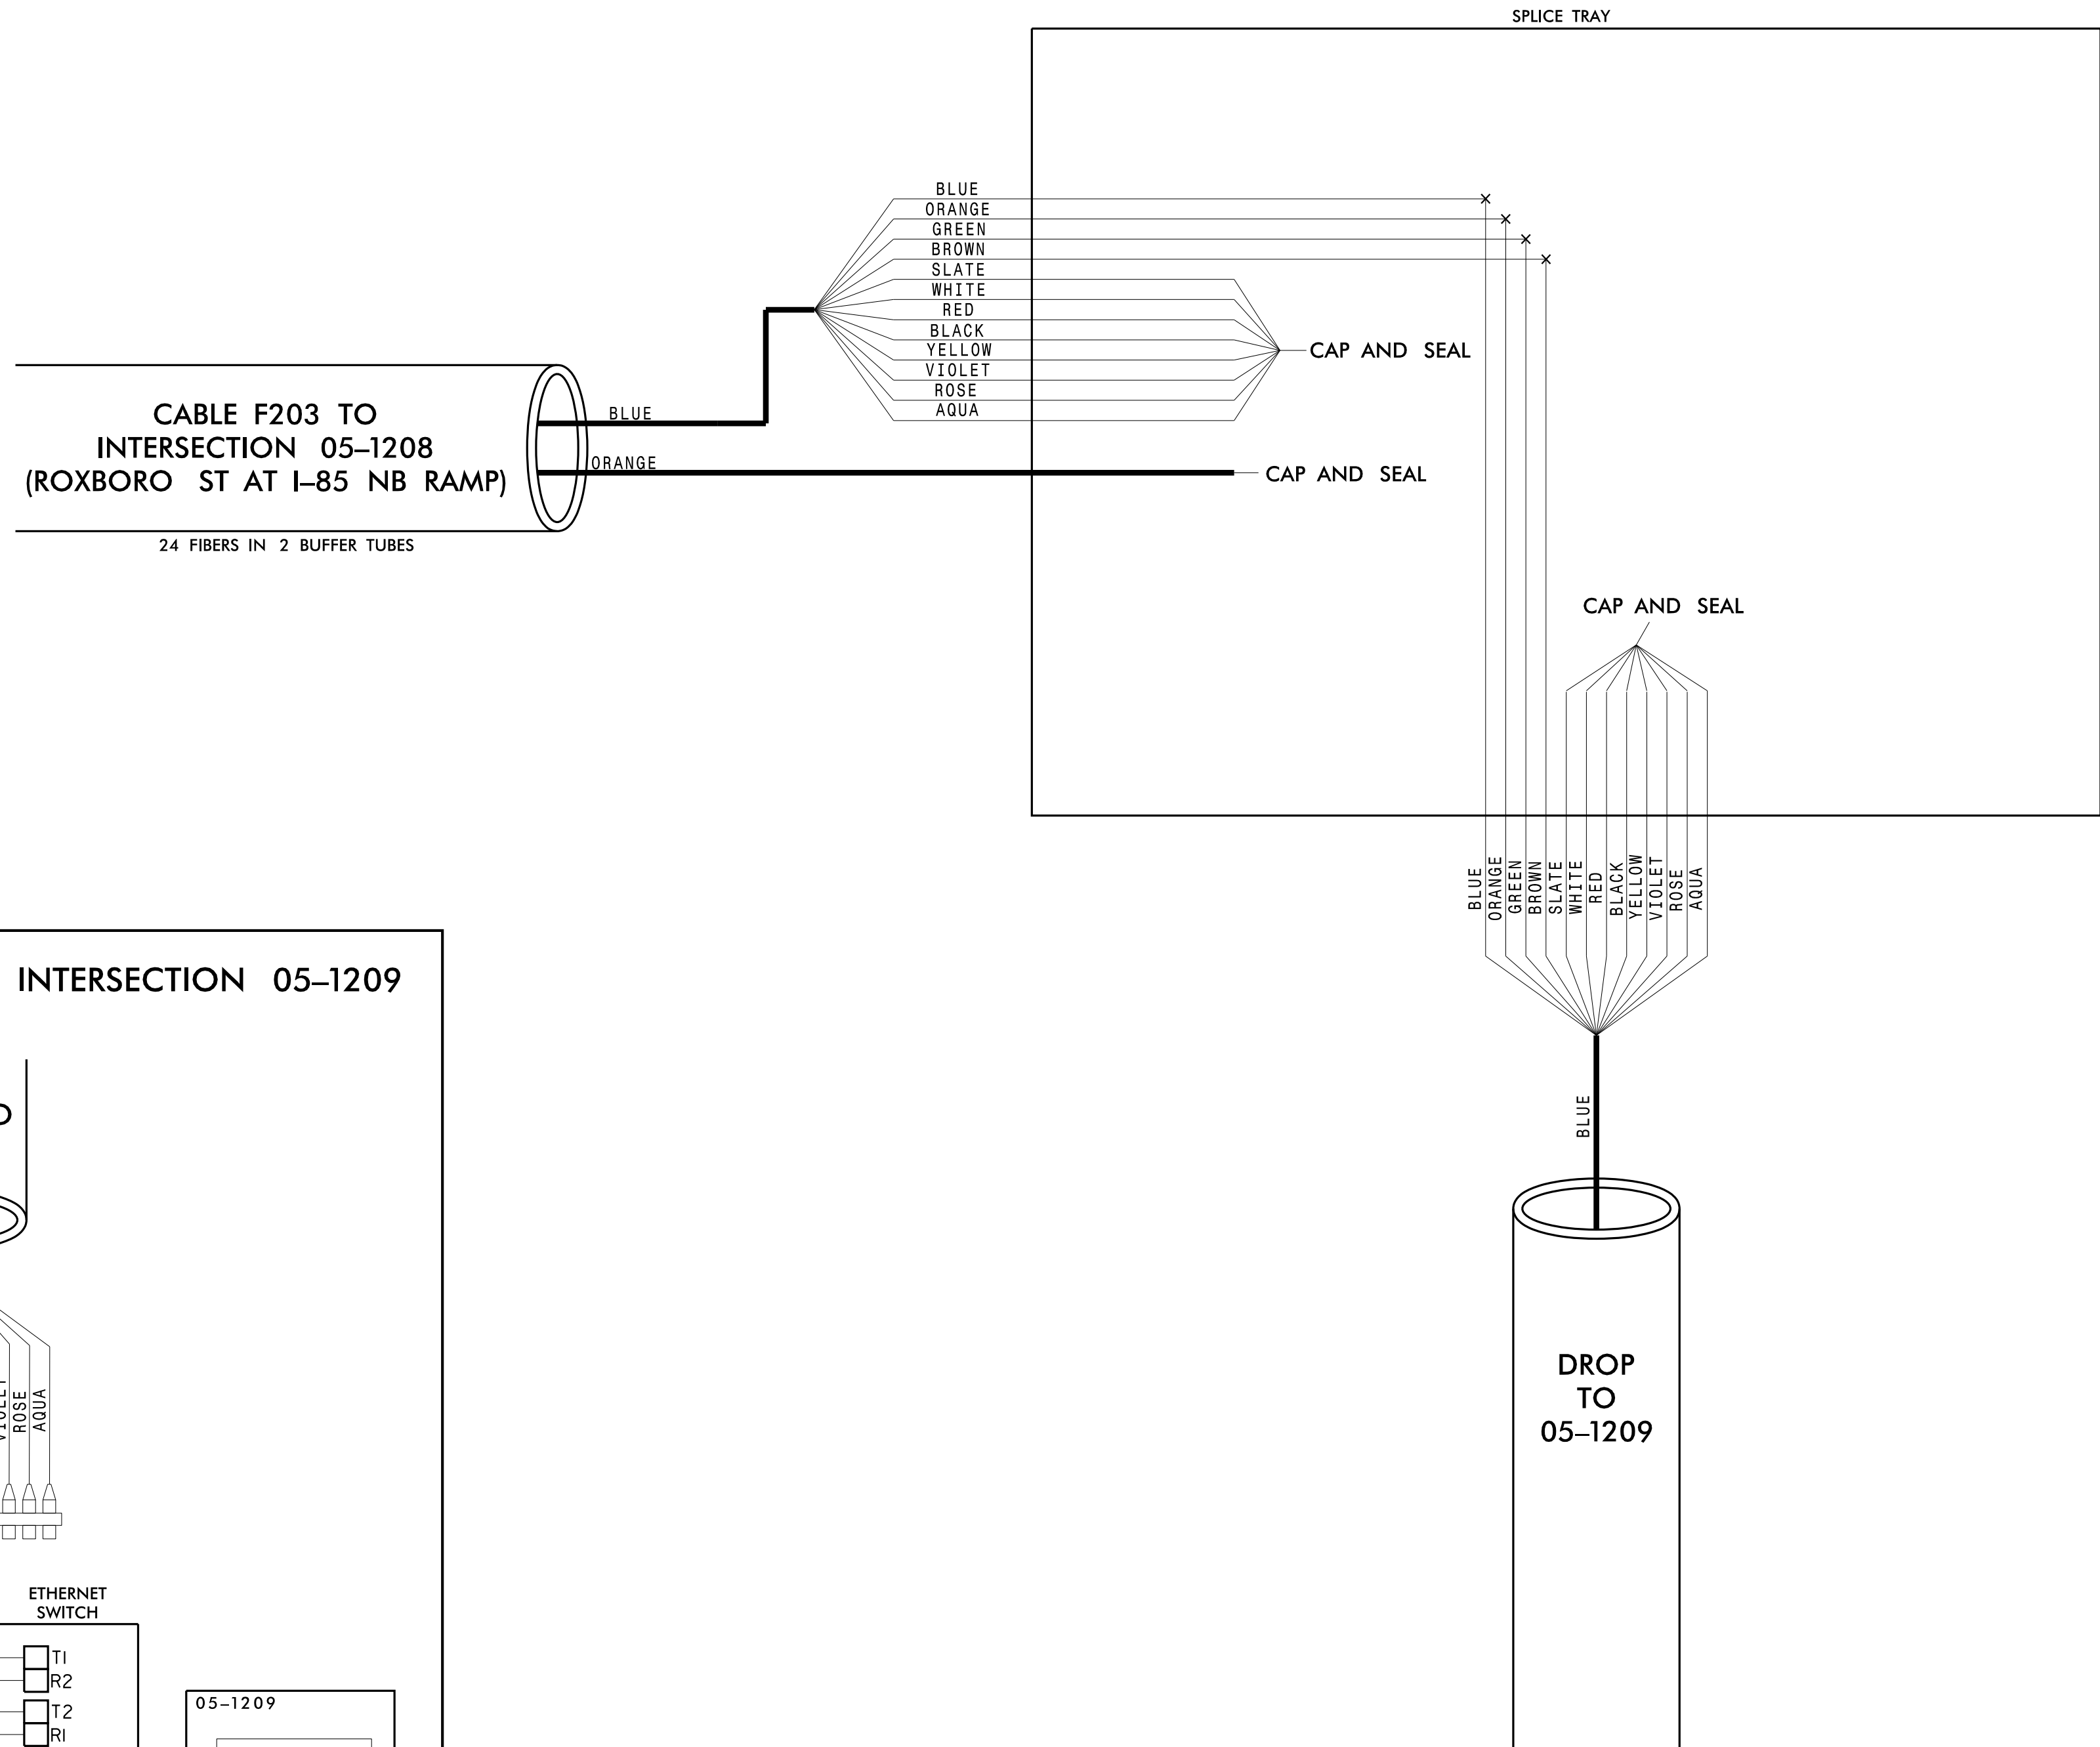 SPLICE TRAY
BLUE
ORANGE
GREEN
BROWN
SLATE
WHITE
RED
BLACK
YELLOW
VIOLET
ROSE
AQUA
CAP AND SEAL
CABLE F203 TO
INTERSECTION 05–1208
(ROXBORO ST AT I–85 NB RAMP)
24 FIBERS IN 2 BUFFER TUBES
BLUE
ORANGE
CAP AND SEAL
CAP AND SEAL
BLUE
ORANGE
GREEN
BROWN
SLATE
WHITE
RED
BLACK
YELLOW
VIOLET
ROSE
AQUA
BLUE
DROP
TO
05–1209
INTERSECTION 05–1209
VIOLET
ROSE
AQUA
ETHERNET
SWITCH
T1
R2
T2
R1
05–1209